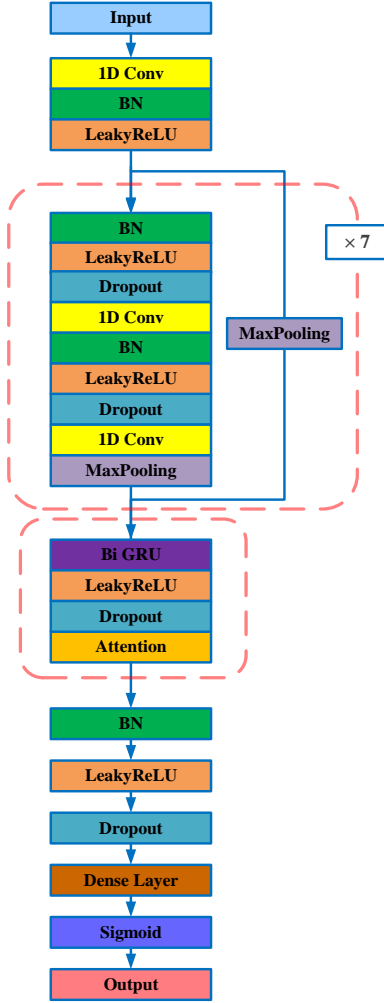 Input
1D Conv
BN
LeakyReLU
× 7
BN
LeakyReLU
Dropout
1D Conv
BN
MaxPooling
LeakyReLU
Dropout
1D Conv
MaxPooling
Bi GRU
LeakyReLU
Dropout
Attention
BN
LeakyReLU
Dropout
Dense Layer
Sigmoid
Output